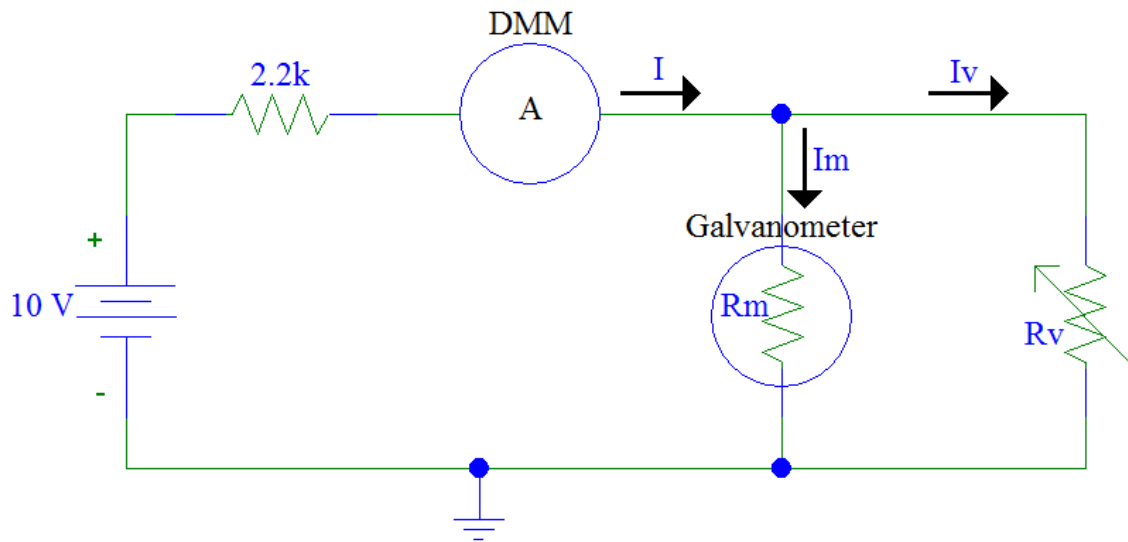 DMM
2.2k
A
I
Iv
Im
Galvanometer
+
10 V
Rm
Rv
-